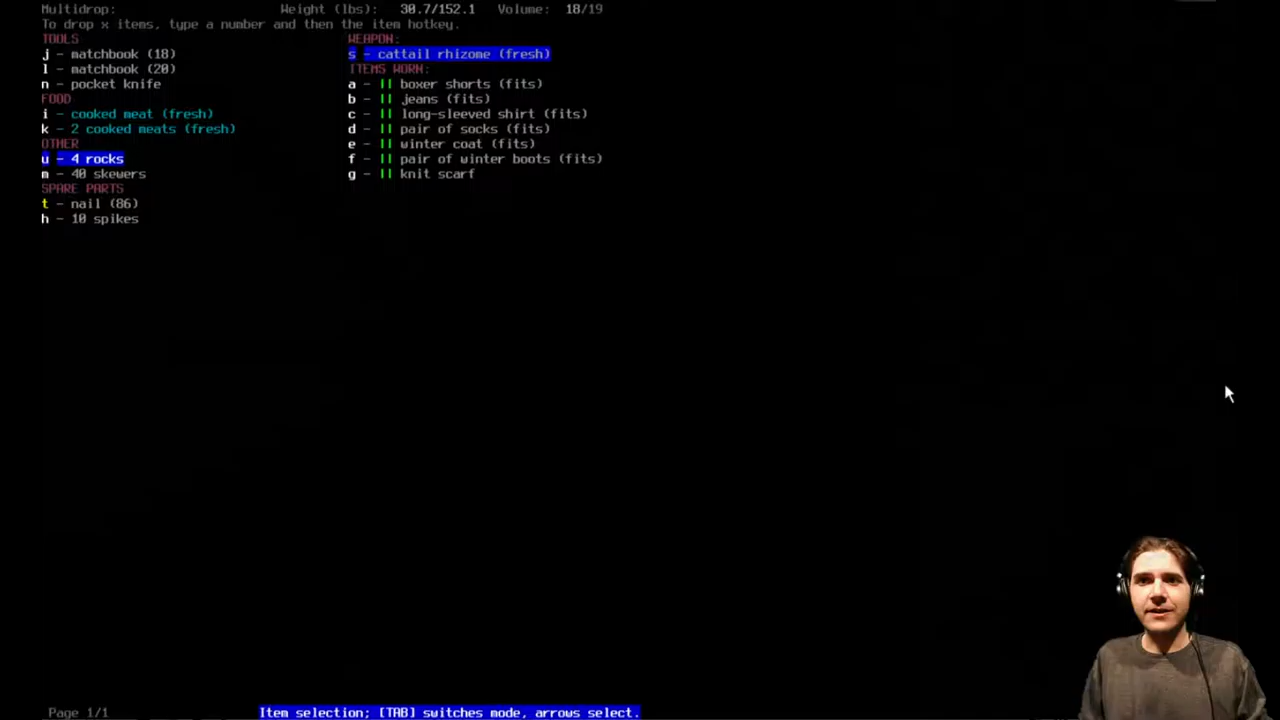 Multidrop: Weight (lbs): 30.7/152.1 Volume: 18/19
To drop x items, type a number and then the item hotkey.
TOOLS
j - matchbook (18)
l - matchbook (20)
n - pocket knife
FOOD
i - cooked meat (fresh)
k - 2 cooked meats (fresh)
OTHER
u - 4 rocks
m - 40 skewers
SPARE PARTS
t - nail (86)
h - 10 spikes
WEAPON:
s - cattail rhizome (fresh)
ITEMS WORN:
a - || boxer shorts (fits)
b - || jeans (fits)
c - || long-sleeved shirt (fits)
d - || pair of socks (fits)
e - || winter coat (fits)
f - || pair of winter boots (fits)
g - || knit scarf
Page 1/1 Item selection; [TAB] switches mode, arrows select.